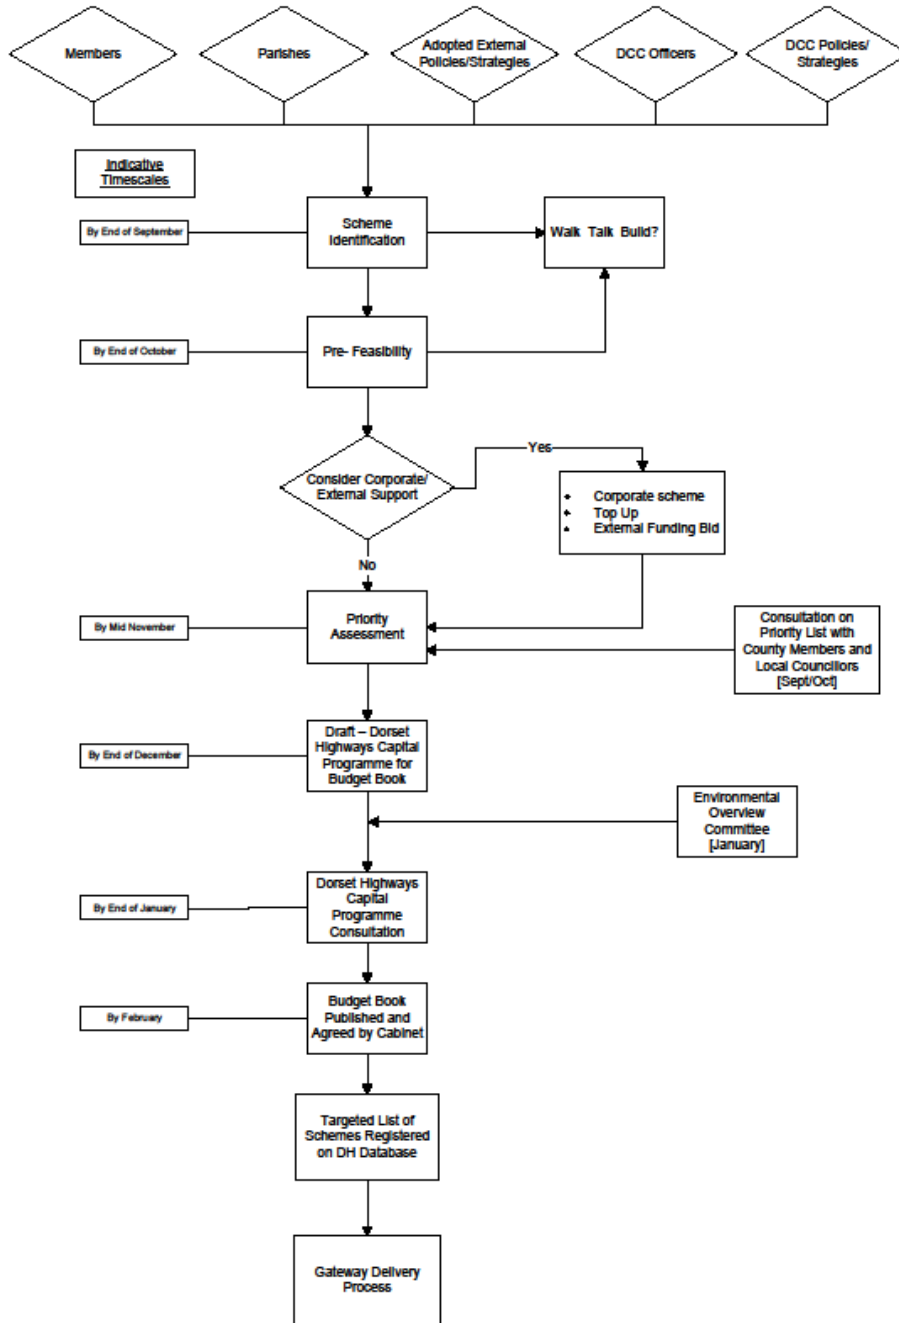 Members
Parishes
Adopted External
Policies/Strategies
DCC Officers
DCC Policies/
Strategies
Indicative
Timescales
By End of September
Scheme
Identification
Walk Talk Build?
By End of October
Pre- Feasibility
Consider Corporate/
External Support
Yes
Corporate scheme
Top Up
External Funding Bid
No
By Mid November
Priority
Assessment
Consultation on
Priority List with
County Members and
Local Councillors
[Sept/Oct]
By End of December
Draft – Dorset
Highways Capital
Programme for
Budget Book
Environmental
Overview
Committee
[January]
By End of January
Dorset Highways
Capital
Programme
Consultation
By February
Budget Book
Published and
Agreed by Cabinet
Targeted List of
Schemes Registered
on DH Database
Gateway Delivery
Process